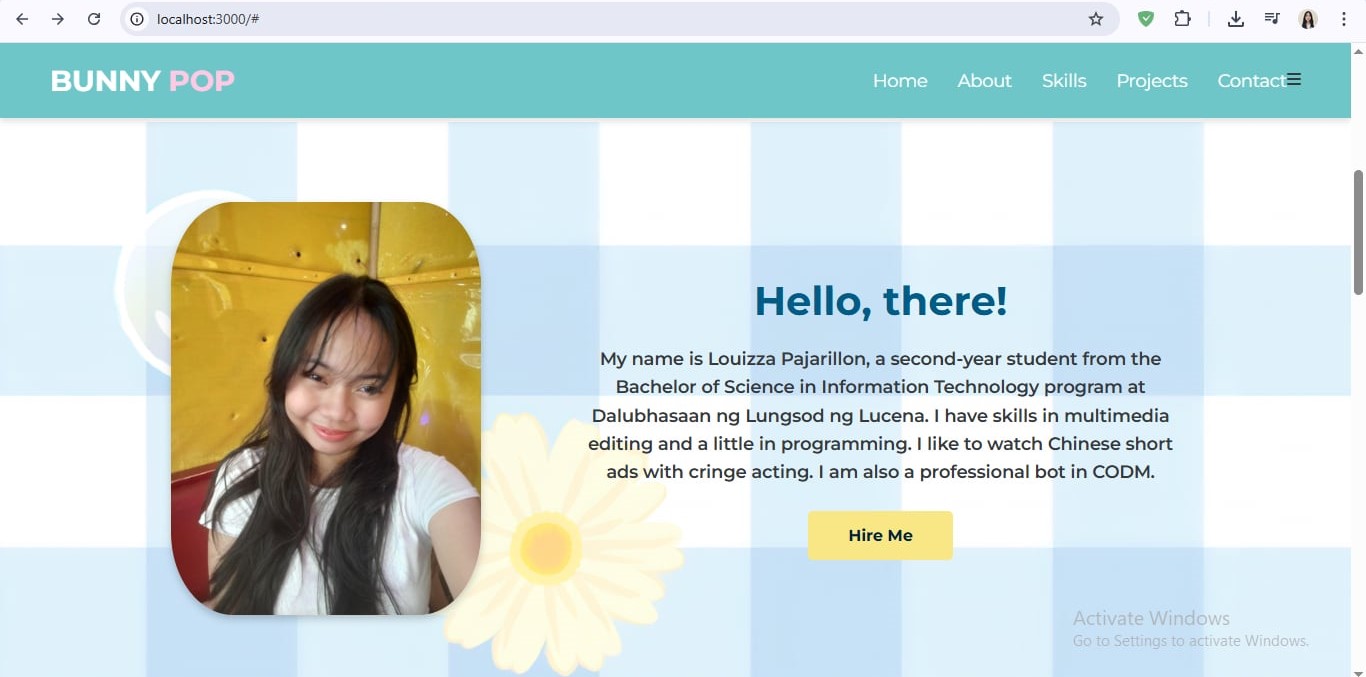 localhost:3000/#
BUNNY POP
Home About Skills Projects Contact
Hello, there!
My name is Louizza Pajarillon, a second-year student from the
Bachelor of Science in Information Technology program at
Dalubhasaan ng Lungsod ng Lucena. I have skills in multimedia
editing and a little in programming. I like to watch Chinese short
ads with cringe acting. I am also a professional bot in CODM.
Hire Me
Activate Windows
Go to Settings to activate Windows.